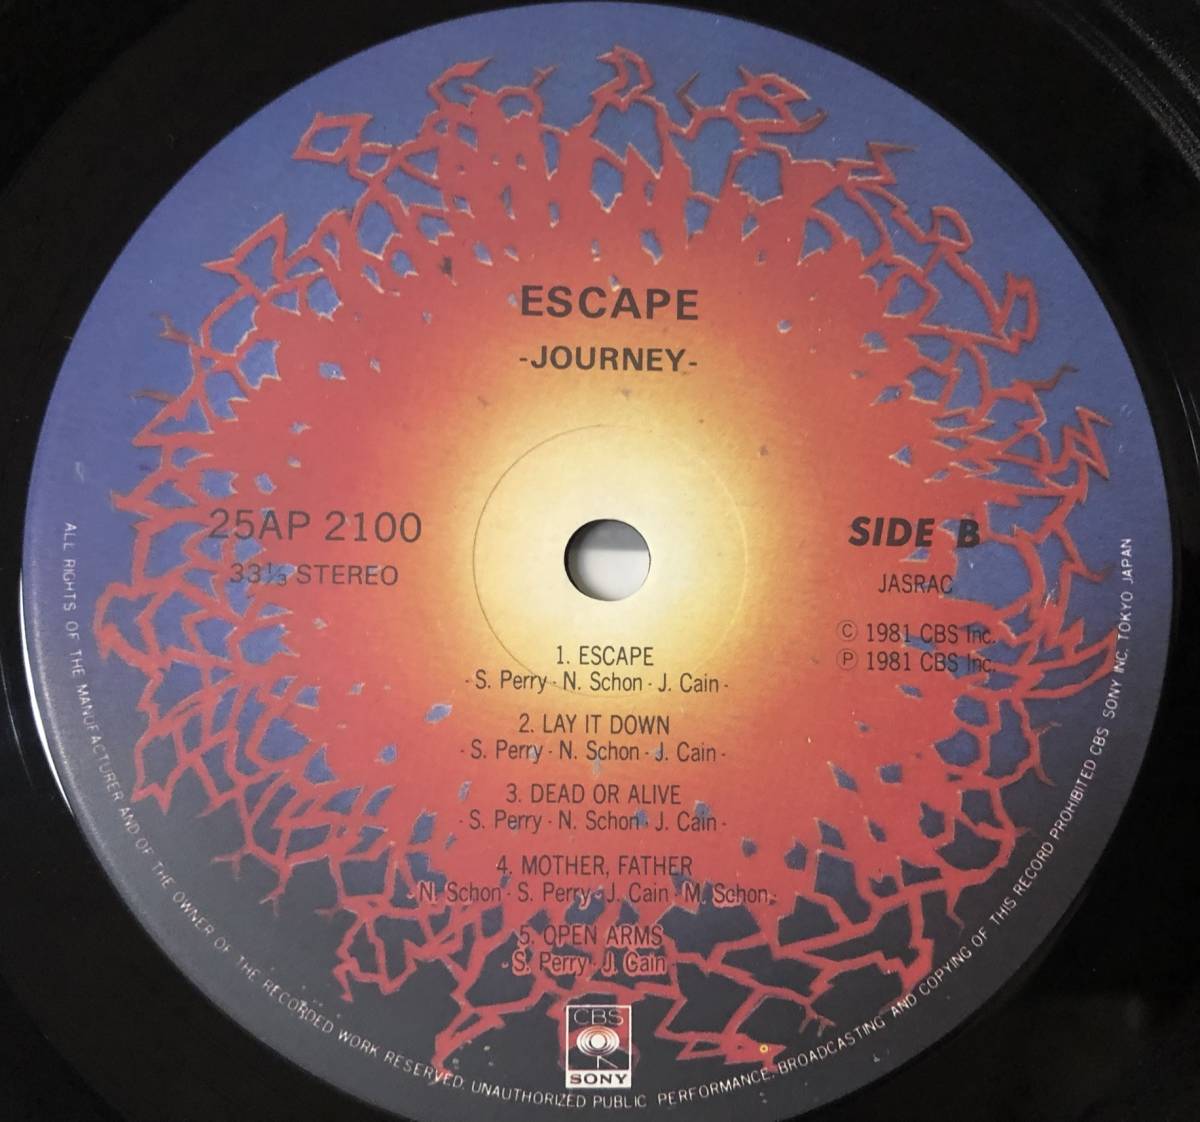 ESCAPE
-JOURNEY-
25AP 2100
33⅓ STEREO
SIDE B
JASRAC
Ⓒ 1981 CBS Inc.
Ⓟ 1981 CBS Inc.
1. ESCAPE
- S. Perry - N. Schon - J. Cain -
2. LAY IT DOWN
- S. Perry - N. Schon - J. Cain -
3. DEAD OR ALIVE
- S. Perry - N. Schon - J. Cain -
4. MOTHER, FATHER
- N. Schon - S. Perry - J. Cain - M. Schon -
5. OPEN ARMS
- S. Perry - J. Cain -
CBS
SONY
ALL RIGHTS OF THE MANUFACTURER AND OF THE OWNER OF THE RECORDED WORK RESERVED. UNAUTHORIZED PUBLIC PERFORMANCE. BROADCASTING AND COPYING OF THIS RECORD PROHIBITED CBS SONY INC. TOKYO JAPAN